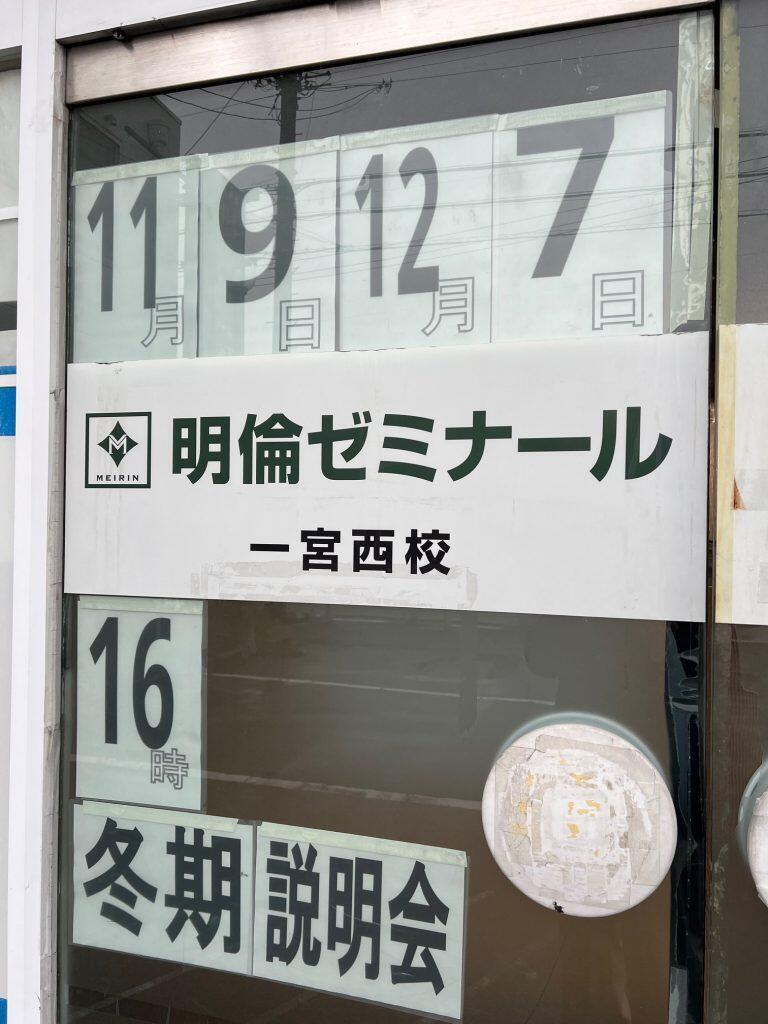 11月 9日 12月 7日
MEIRIN
明倫ゼミナール
一宮西校
16時
冬期 説明会